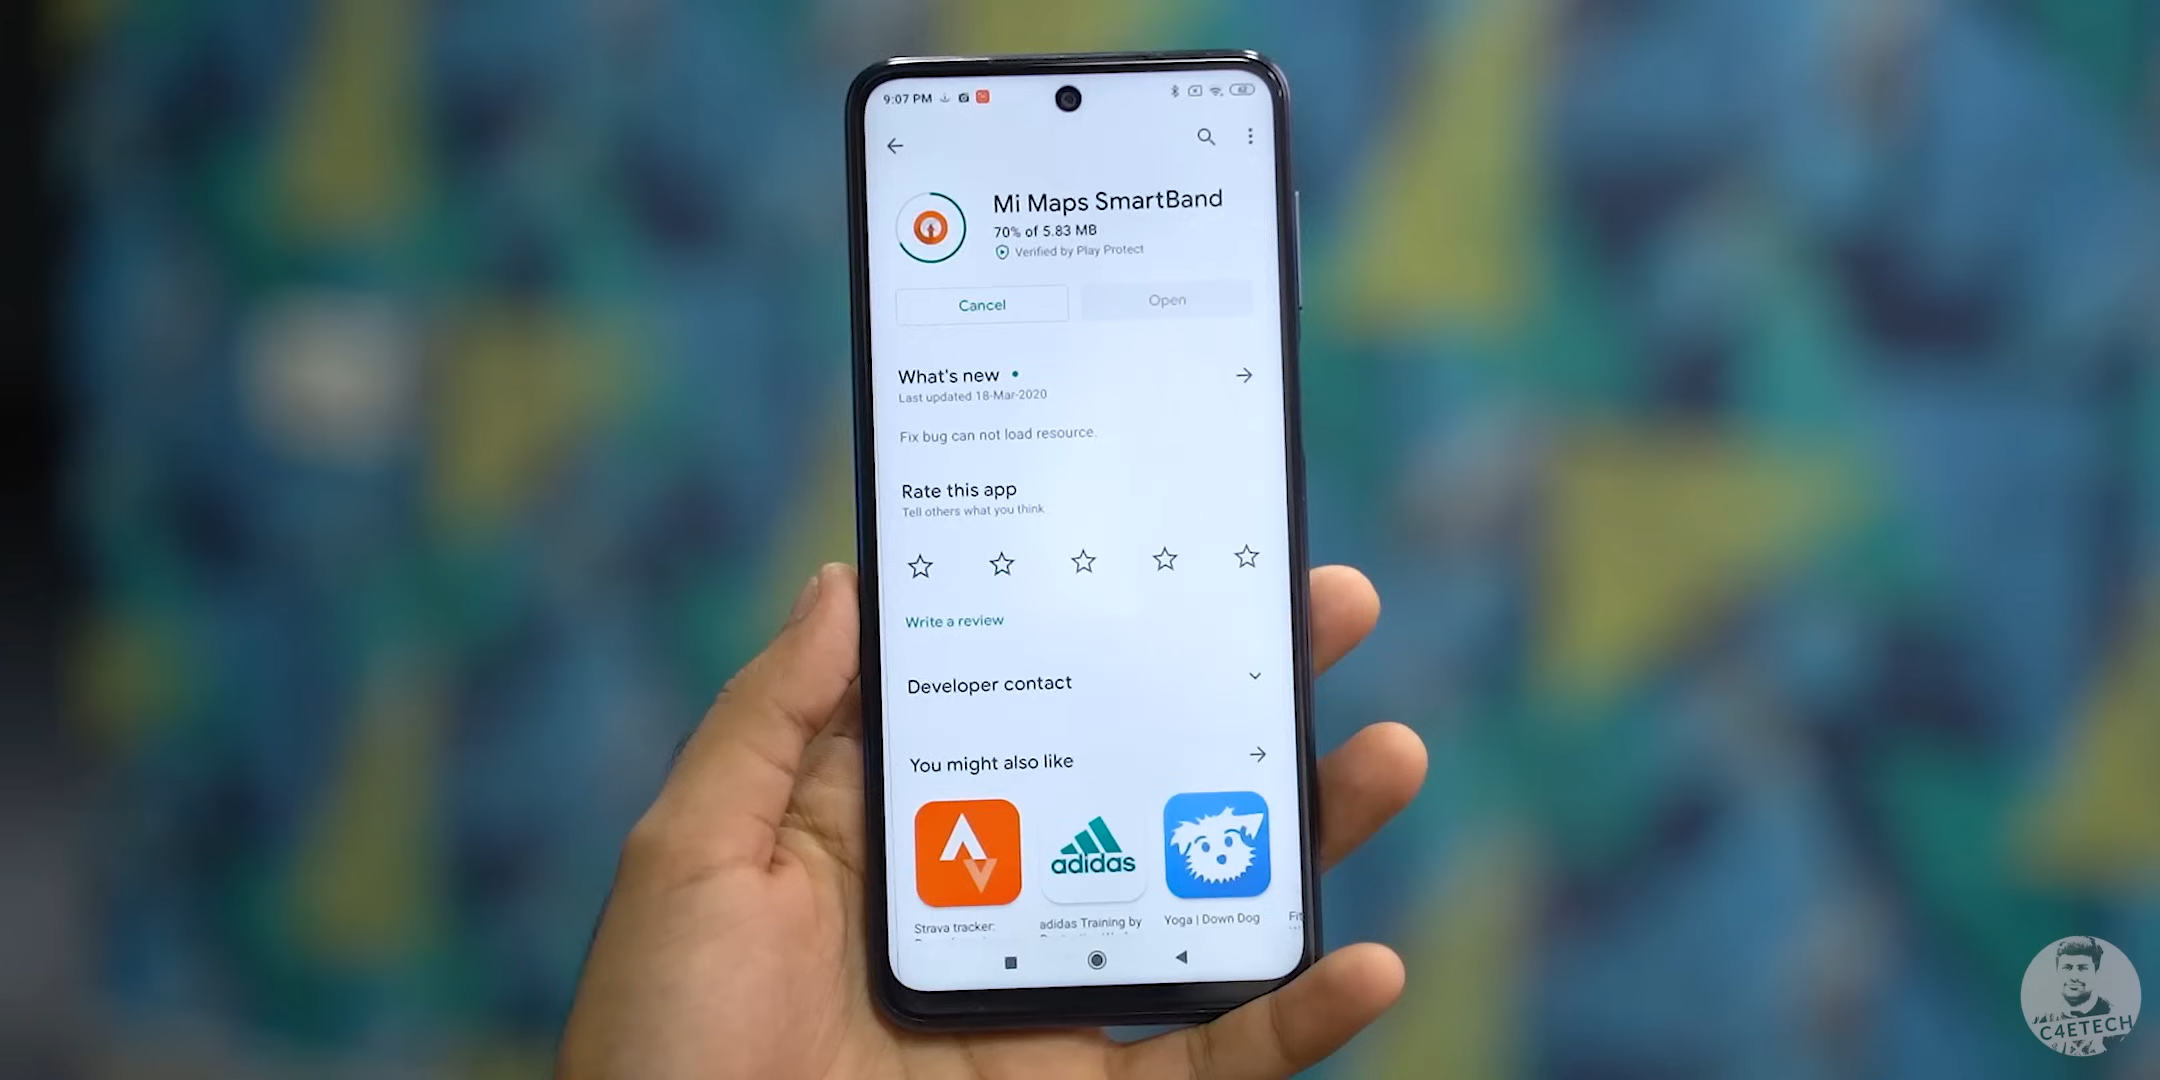 9:07 PM
62
Mi Maps SmartBand
70% of 5.83 MB
Verified by Play Protect
Cancel
Open
What's new
Last updated 18-Mar-2020
Fix bug can not load resource.
Rate this app
Tell others what you think
Write a review
Developer contact
You might also like
adidas
Strava tracker:
adidas Training by
Yoga | Down Dog
Fit
C4ETECH